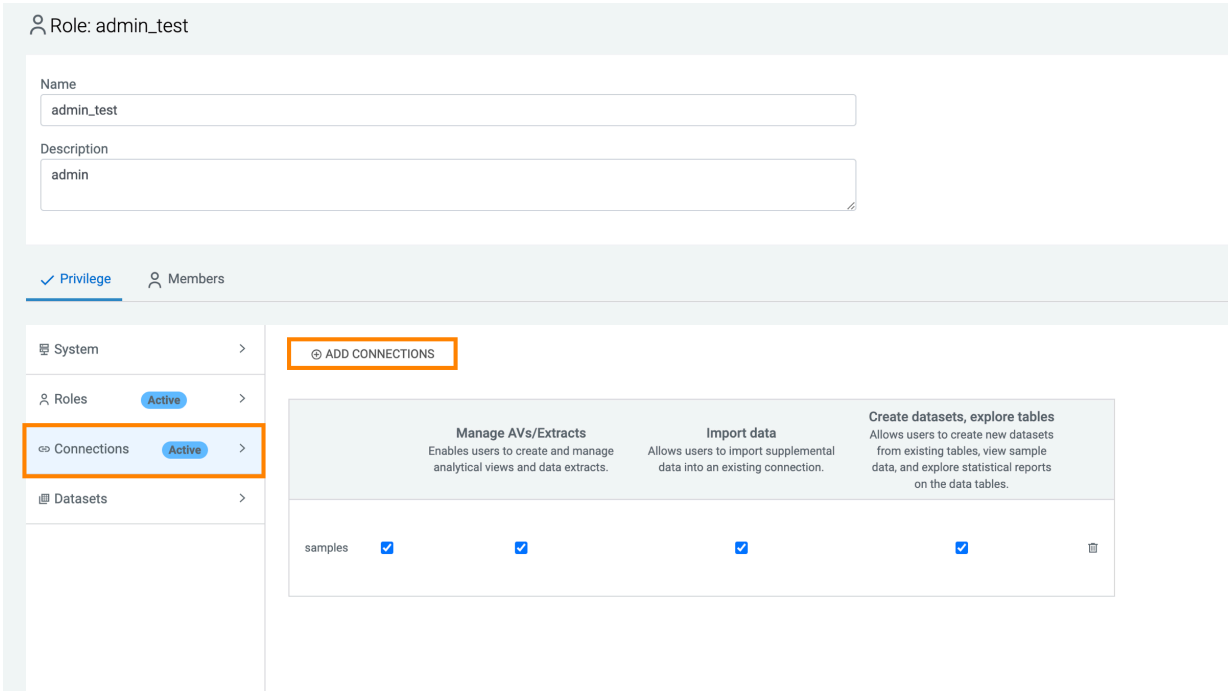 Role: admin_test
Name
admin_test
Description
admin
Privilege
Members
System
Roles
Active
Connections
Active
Datasets
ADD CONNECTIONS
Manage AVs/Extracts
Enables users to create and manage
analytical views and data extracts.
Import data
Allows users to import supplemental
data into an existing connection.
Create datasets, explore tables
Allows users to create new datasets
from existing tables, view sample
data, and explore statistical reports
on the data tables.
samples